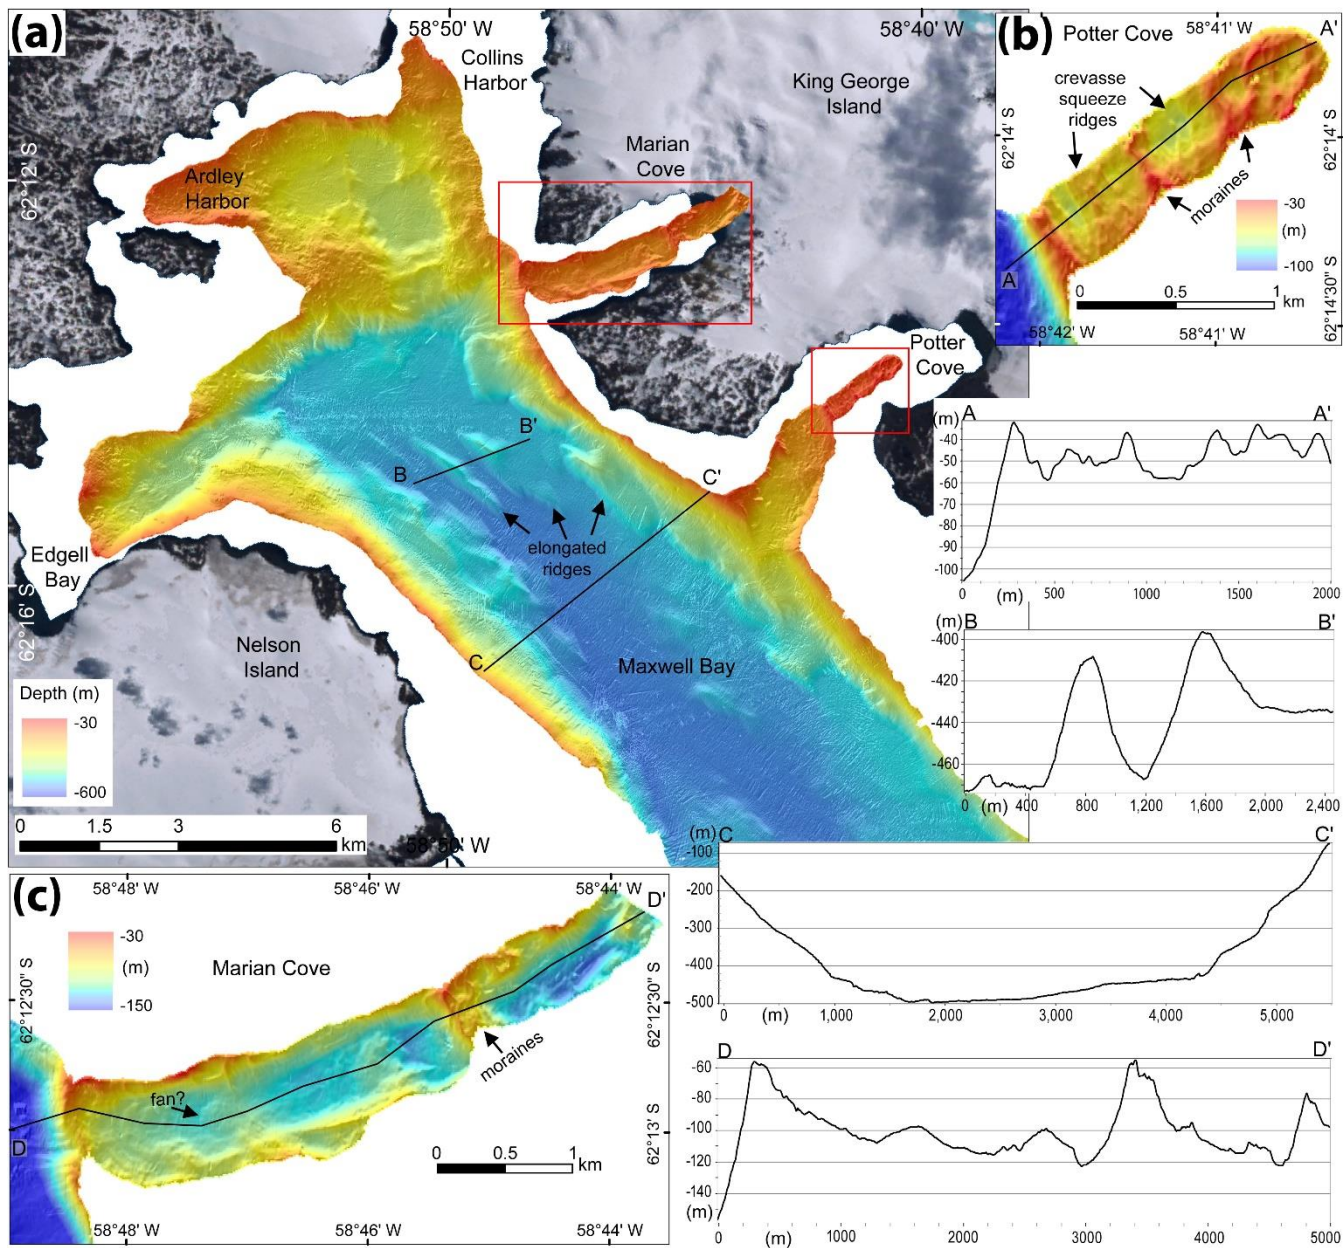 (a)
58°50' W
58°40' W
Collins
Harbor
King George
Island
Marian
Cove
62°12' S
Ardley
Harbor
Potter
Cove
B'
B
C'
elongated
ridges
Edgell
Bay
62°16' S
Nelson
Island
C
Maxwell Bay
Depth (m)
-30
-600
0
1.5
3
6
km
58°50' W
(b)
Potter Cove
58°41' W
A'
crevasse
squeeze
ridges
62°14' S
62°14' S
moraines
-30
(m)
-100
A
0
0.5
1
km
62°14'30" S
58°42' W
58°41' W
(m)
A
A'
-40
-50
-60
-70
-80
-90
-100
0
(m)
500
1000
1500
2000
(m)
B
B'
-400
-420
-440
-460
0
(m)
400
800
1,200
1,600
2,000
2,400
(m)
C
C'
-100
-200
-300
-400
-500
0
(m)
1,000
2,000
3,000
4,000
5,000
D
D'
-60
-80
-100
-120
-140
(m)
0
(m)
1000
2000
3000
4000
5000
(c)
58°48' W
58°46' W
58°44' W
D'
-30
(m)
-150
Marian Cove
62°12'30" S
62°12'30" S
moraines
fan?
D
62°13' S
62°13' S
0
0.5
1
km
58°48' W
58°46' W
58°44' W